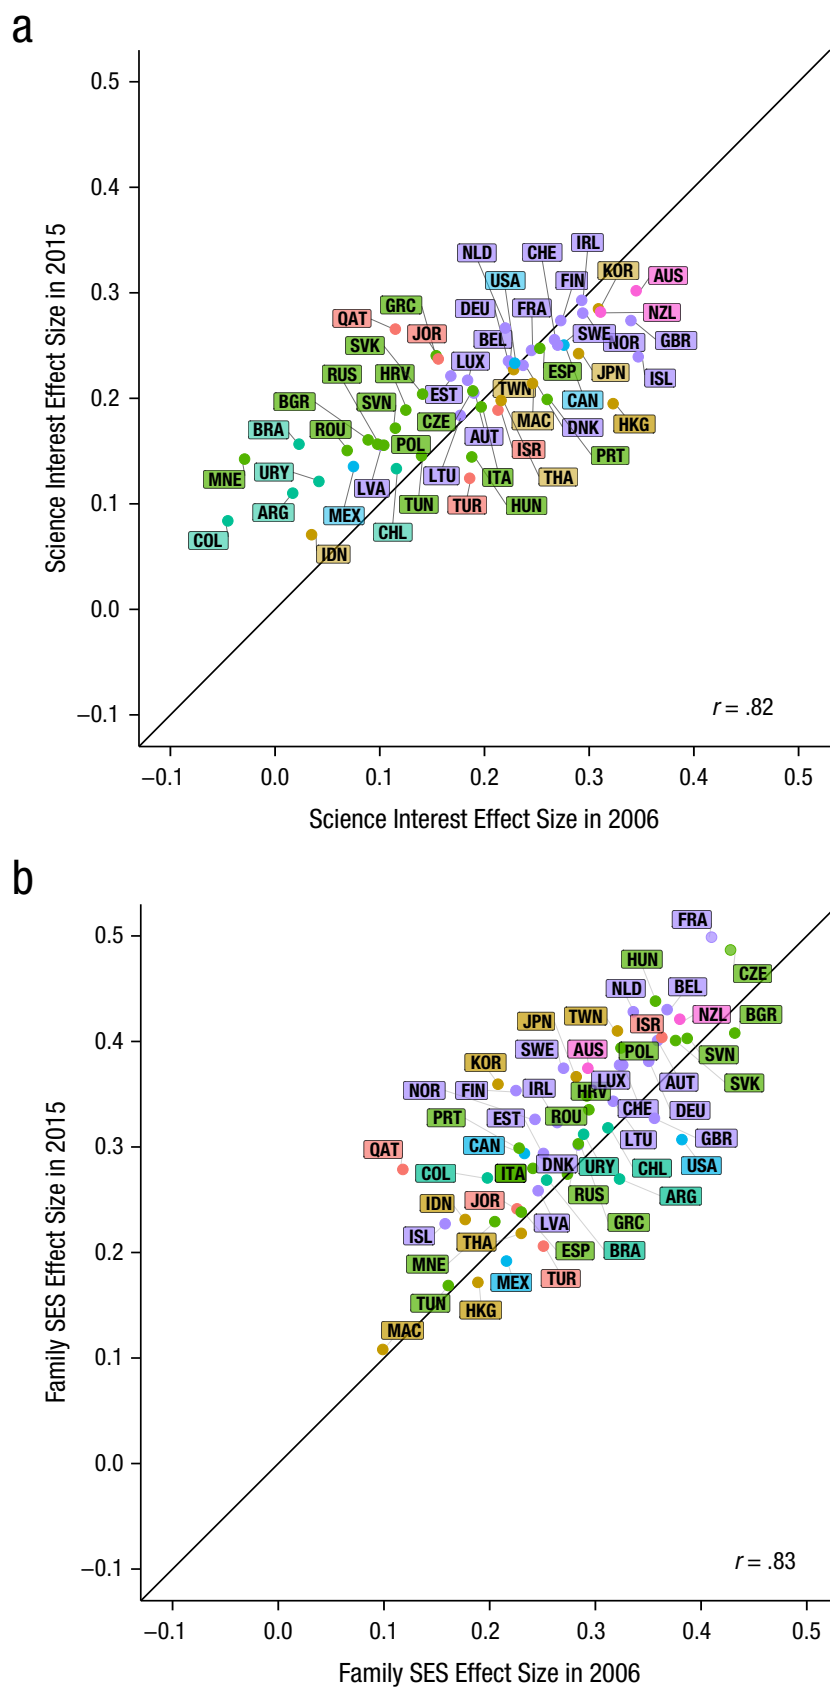 a
0.5
0.4
0.3
0.2
0.1
0.0
−0.1
Science Interest Effect Size in 2015
IRL
NLD
CHE
KOR
AUS
USA
FIN
GRC
QAT
JOR
DEU
FRA
NZL
SVK
BEL
SWE
NOR
GBR
RUS
HRV
LUX
ESP
JPN
ISL
BGR
SVN
EST
TWN
CAN
BRA
ROU
CZE
MAC
DNK
HKG
POL
AUT
ISR
PRT
MNE
URY
LVA
LTU
ITA
THA
ARG
MEX
TUN
TUR
HUN
COL
CHL
IDN
r = .82
−0.1 0.0 0.1 0.2 0.3 0.4 0.5
Science Interest Effect Size in 2006
b
0.5
0.4
0.3
0.2
0.1
0.0
−0.1
Family SES Effect Size in 2015
FRA
HUN
CZE
NLD
BEL
JPN
TWN
ISR
NZL
BGR
SWE
AUS
POL
SVN
KOR
LUX
AUT
SVK
NOR
FIN
IRL
HRV
PRT
EST
ROU
CHE
DEU
QAT
CAN
LTU
GBR
COL
ITA
DNK
URY
CHL
USA
IDN
JOR
RUS
ARG
ISL
THA
LVA
GRC
MNE
ESP
BRA
TUN
HKG
MEX
TUR
MAC
r = .83
−0.1 0.0 0.1 0.2 0.3 0.4 0.5
Family SES Effect Size in 2006